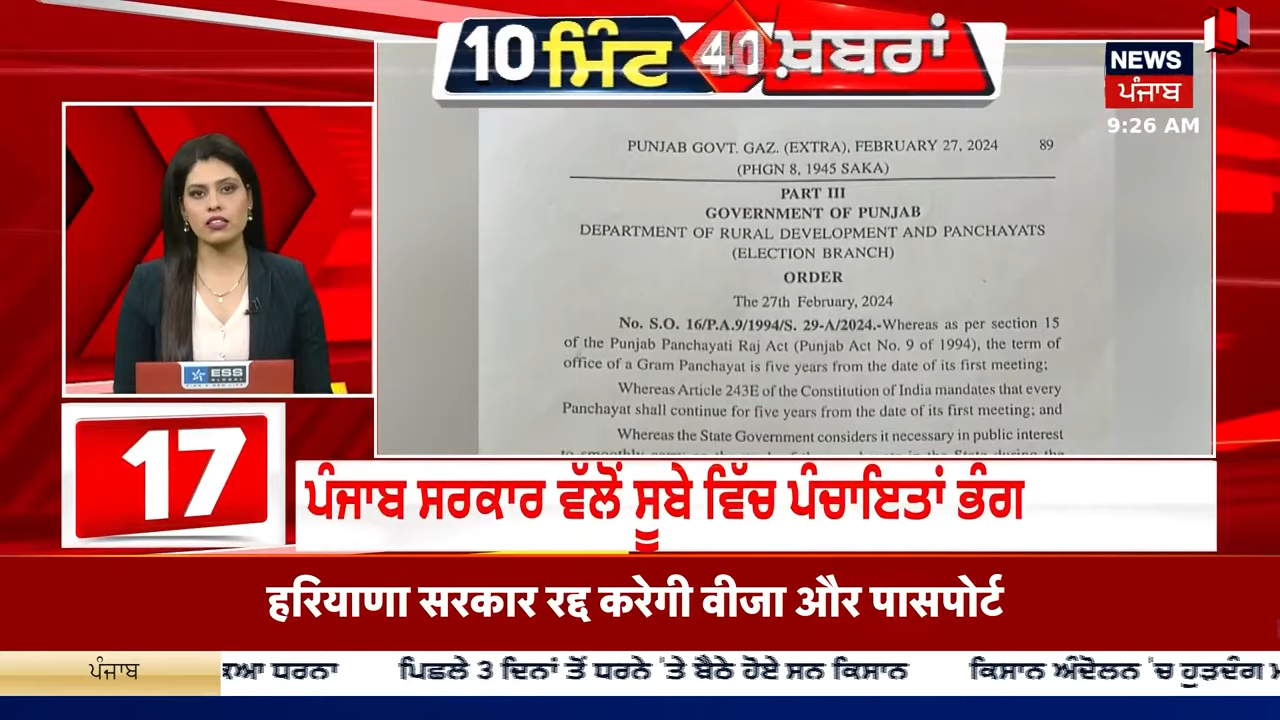 10 ਮਿੰਟ 40 ਖ਼ਬਰਾਂ
NEWS
ਪੰਜਾਬ
9:26 AM
PUNJAB GOVT. GAZ. (EXTRA), FEBRUARY 27, 2024 89
(PHGN 8, 1945 SAKA)
PART III
GOVERNMENT OF PUNJAB
DEPARTMENT OF RURAL DEVELOPMENT AND PANCHAYATS
(ELECTION BRANCH)
ORDER
The 27th February, 2024
No. S.O. 16/P.A.9/1994/S. 29-A/2024.-Whereas as per section 15
of the Punjab Panchayati Raj Act (Punjab Act No. 9 of 1994), the term of
office of a Gram Panchayat is five years from the date of its first meeting;
Whereas Article 243E of the Constitution of India mandates that every
Panchayat shall continue for five years from the date of its first meeting; and
Whereas the State Government considers it necessary in public interest
ESS
GLOBAL
17
ਪੰਜਾਬ ਸਰਕਾਰ ਵੱਲੋਂ ਸੂਬੇ ਵਿੱਚ ਪੰਚਾਇਤਾਂ ਭੰਗ
हरियाणा सरकार रद्द करेगी वीजा और पासपोर्ट
ਪੰਜਾਬ
ਧਰਨਾ ਪਿਛਲੇ 3 ਦਿਨਾਂ ਤੋਂ ਧਰਨੇ 'ਤੇ ਬੈਠੇ ਹੋਏ ਸਨ ਕਿਸਾਨ ਕਿਸਾਨ ਅੰਦੋਲਨ 'ਚ ਹੁੜਦੰਗ